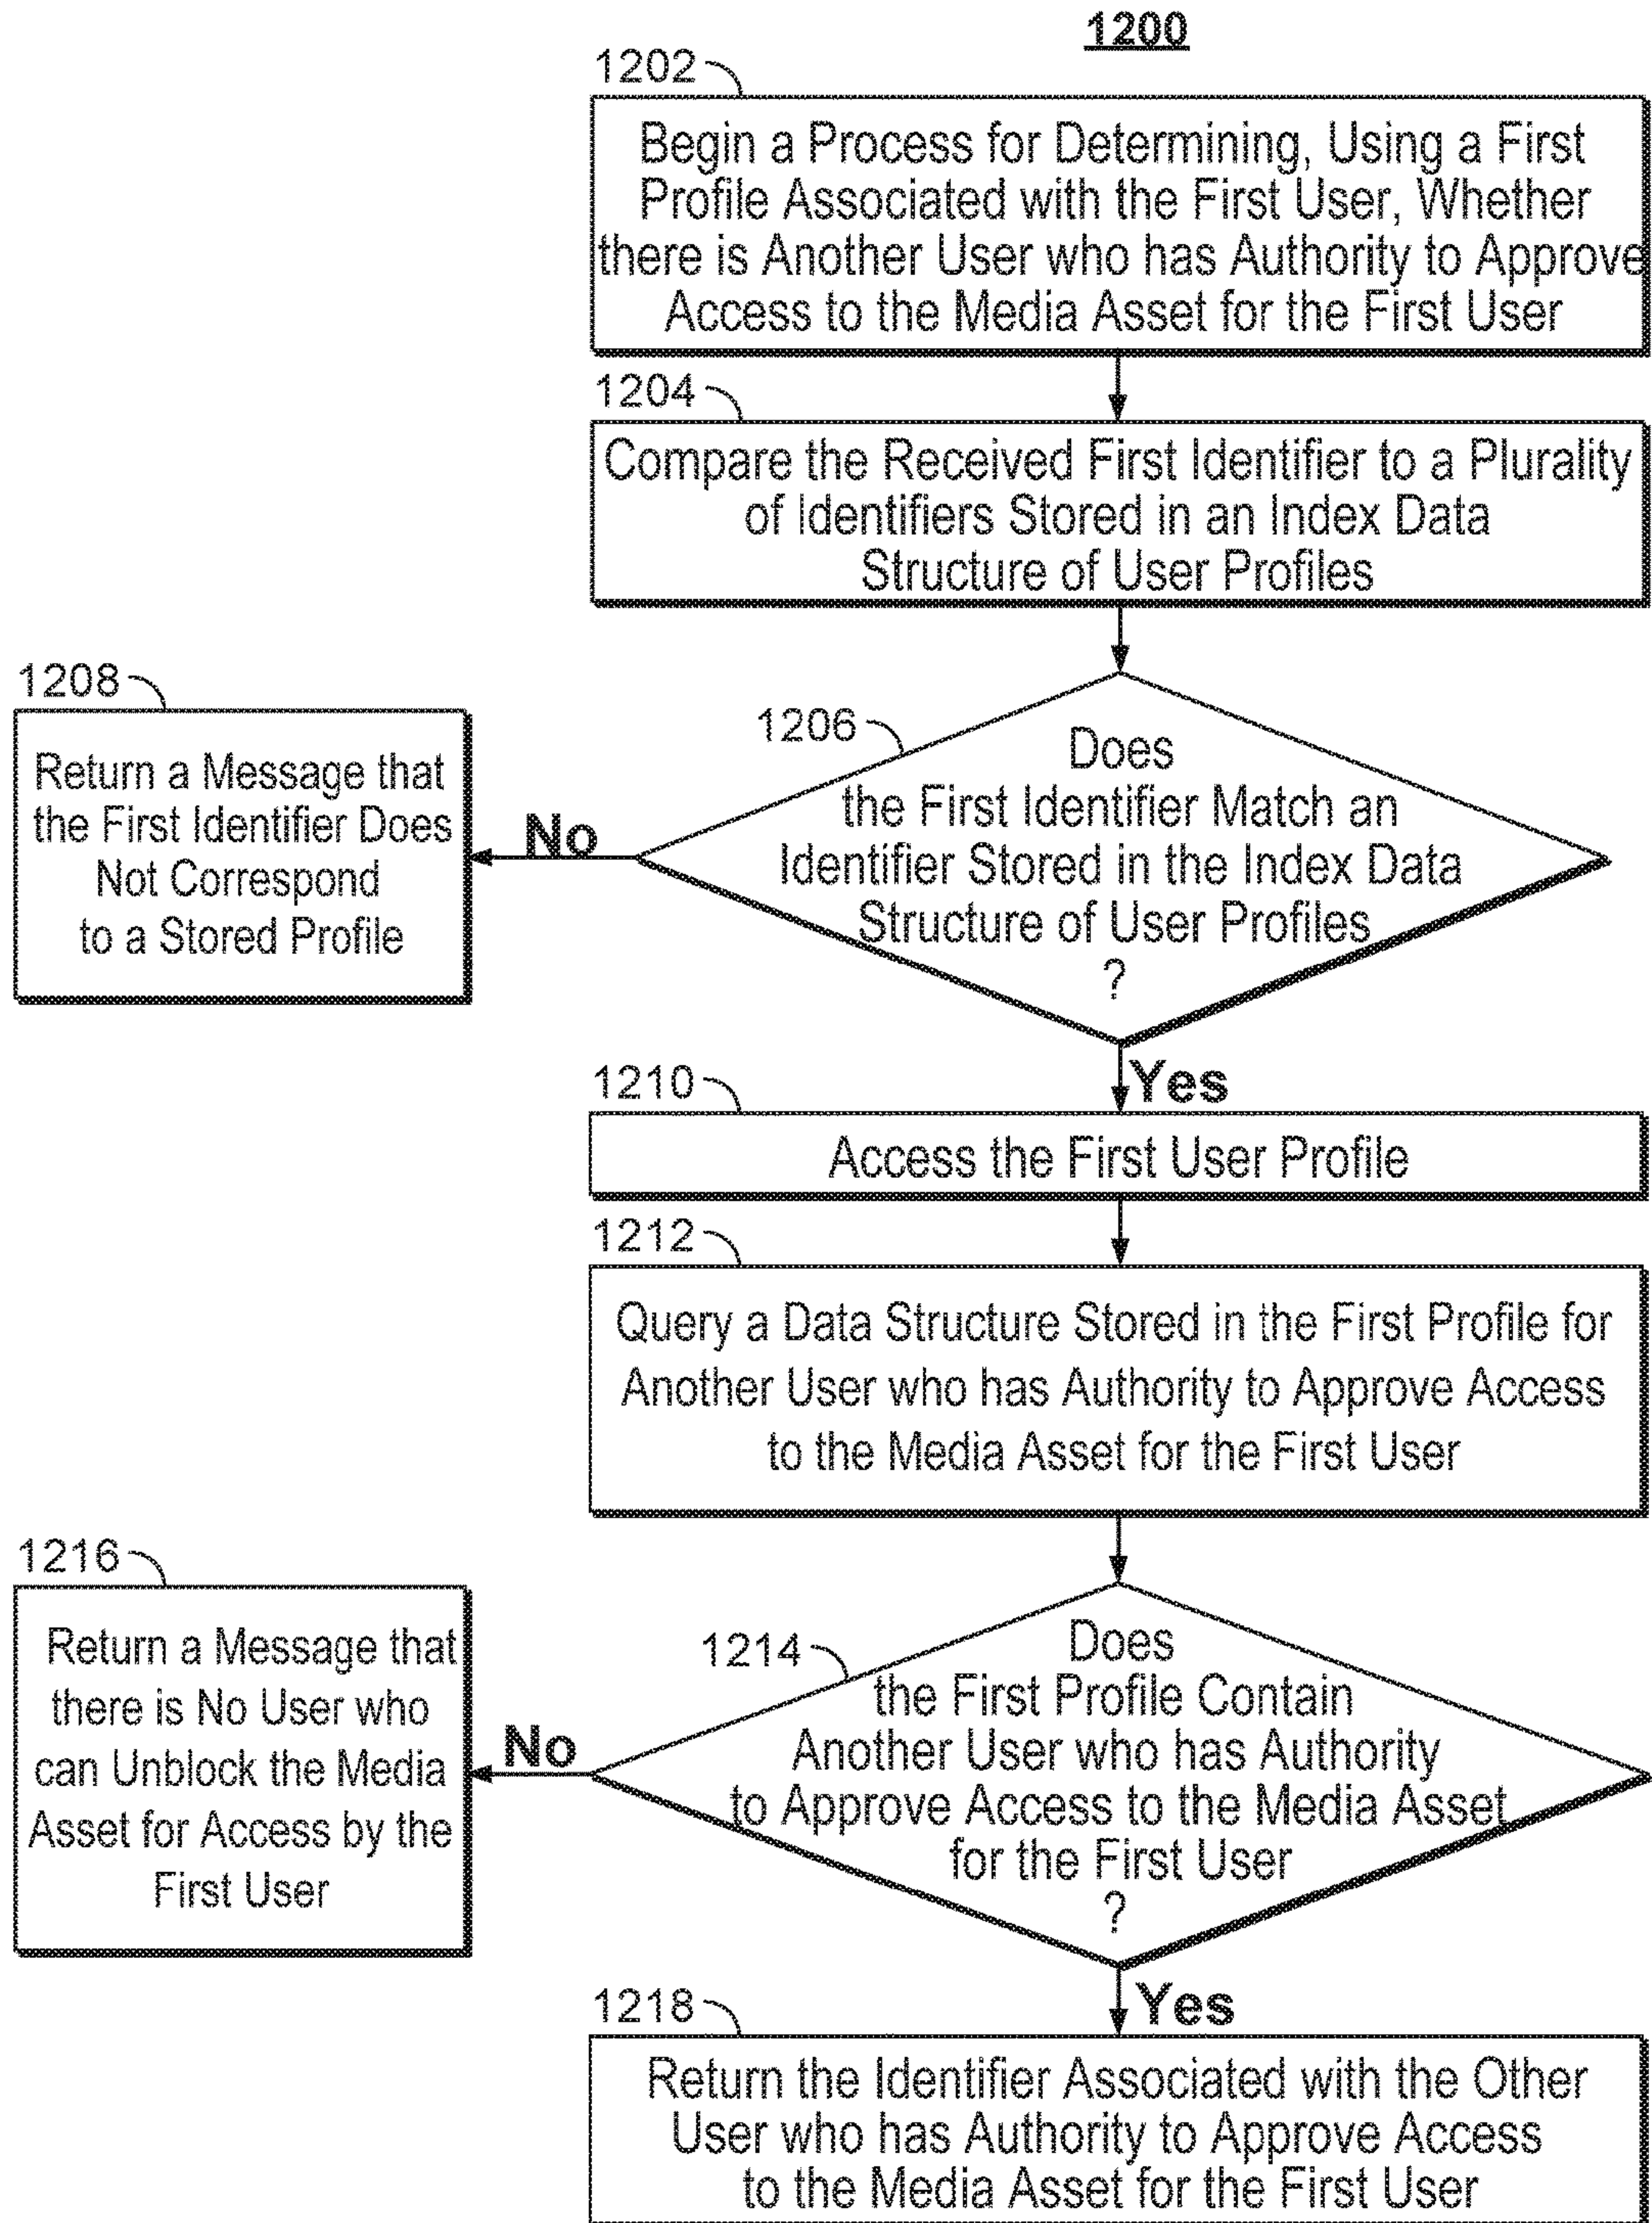 1200
1202
Begin a Process for Determining, Using a First
Profile Associated with the First User, Whether
there is Another User who has Authority to Approve
Access to the Media Asset for the First User
1204
Compare the Received First Identifier to a Plurality
of Identifiers Stored in an Index Data
Structure of User Profiles
1206
Does
the First Identifier Match an
Identifier Stored in the Index Data
Structure of User Profiles
?
No
1208
Return a Message that
the First Identifier Does
Not Correspond
to a Stored Profile
Yes
1210
Access the First User Profile
1212
Query a Data Structure Stored in the First Profile for
Another User who has Authority to Approve Access
to the Media Asset for the First User
1214
Does
the First Profile Contain
Another User who has Authority
to Approve Access to the Media Asset
for the First User
?
No
1216
Return a Message that
there is No User who
can Unblock the Media
Asset for Access by the
First User
Yes
1218
Return the Identifier Associated with the Other
User who has Authority to Approve Access
to the Media Asset for the First User